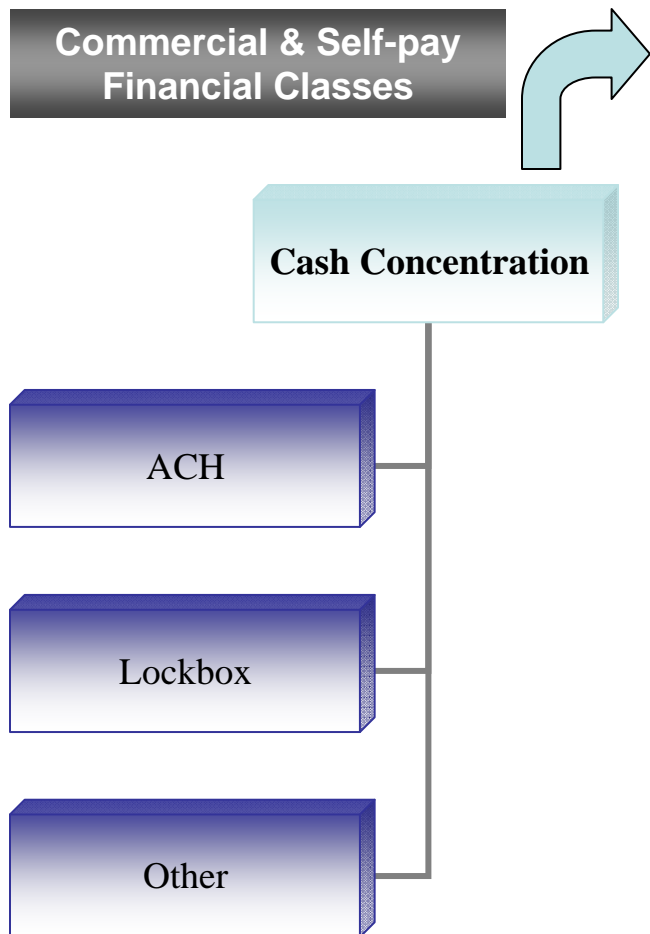 Commercial & Self-pay
Financial Classes
Cash Concentration
ACH
Lockbox
Other